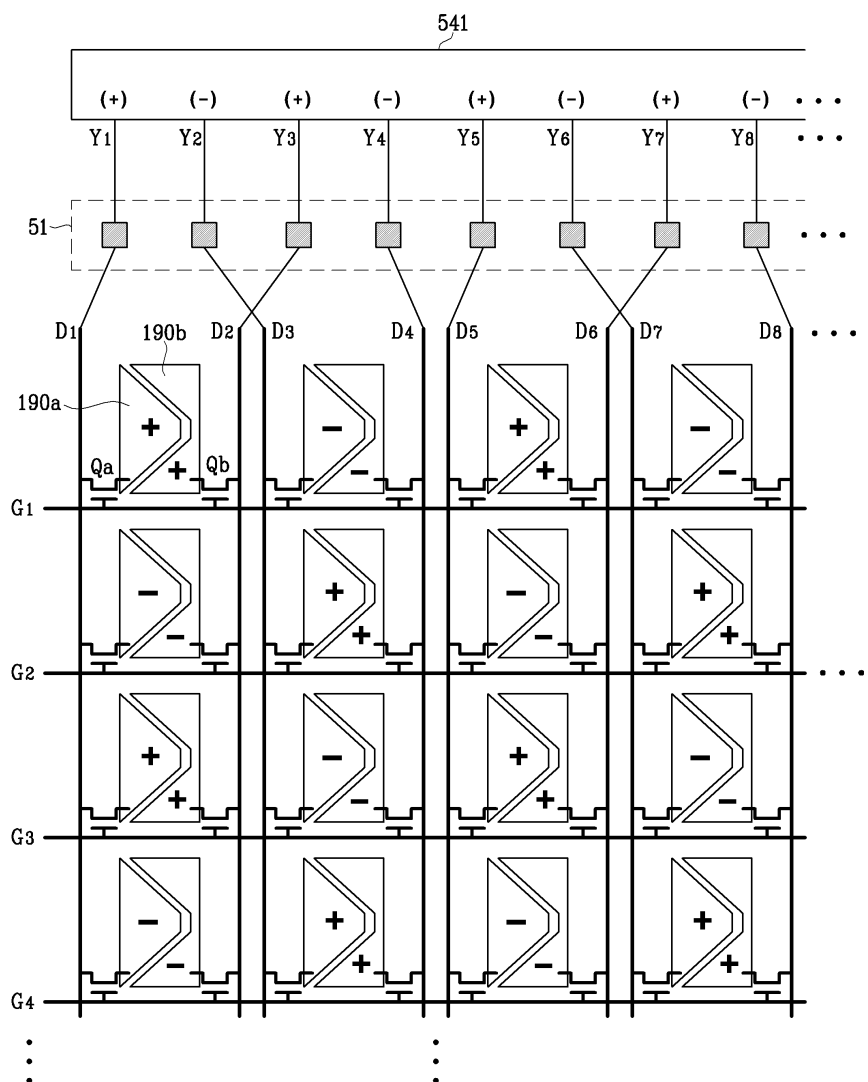 541
(+) (-) (+) (-) (+) (-) (+) (-) ...
Y1 Y2 Y3 Y4 Y5 Y6 Y7 Y8 ...
51 ...
D1 D2 D3 D4 D5 D6 D7 D8 ...
190b
190a
+ - + -
Qa + Qb - + -
G1
- + - +
- + - +
G2 ...
+ - + -
+ - + -
G3
- + - +
- + - +
G4